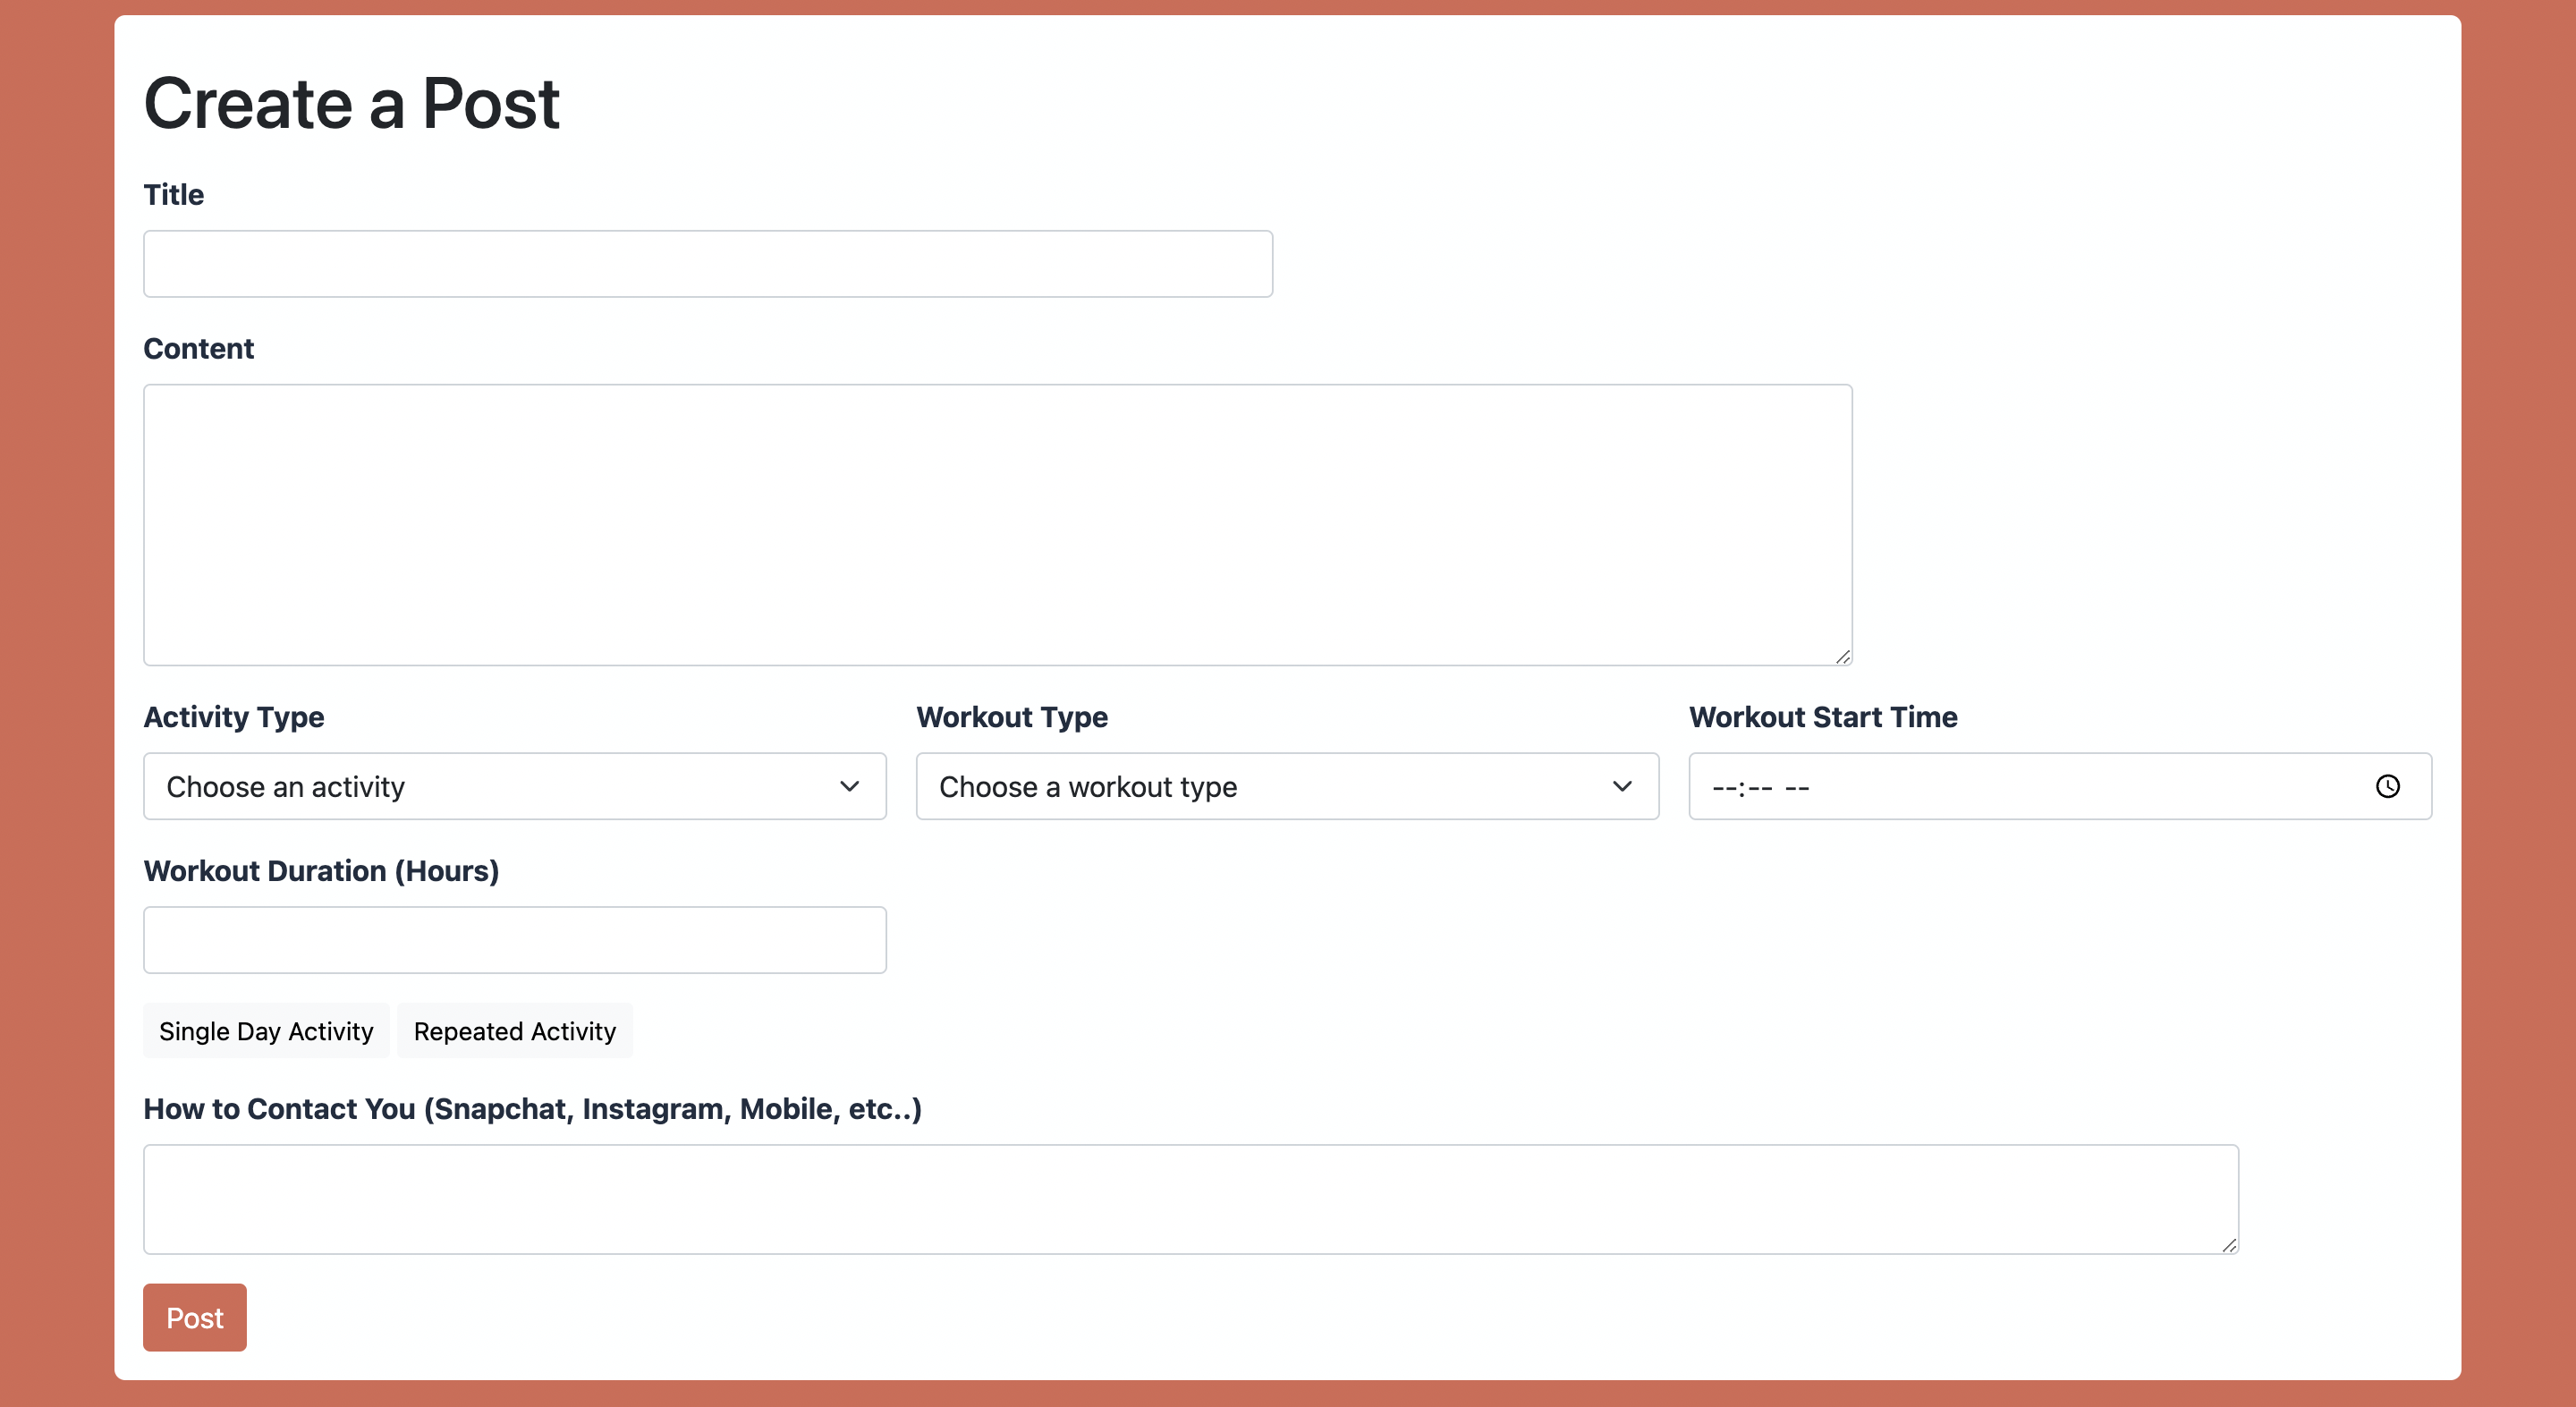 Create a Post
Title
Content
Activity Type Workout Type Workout Start Time
Choose an activity Choose a workout type --:-- --
Workout Duration (Hours)
Single Day Activity Repeated Activity
How to Contact You (Snapchat, Instagram, Mobile, etc..)
Post